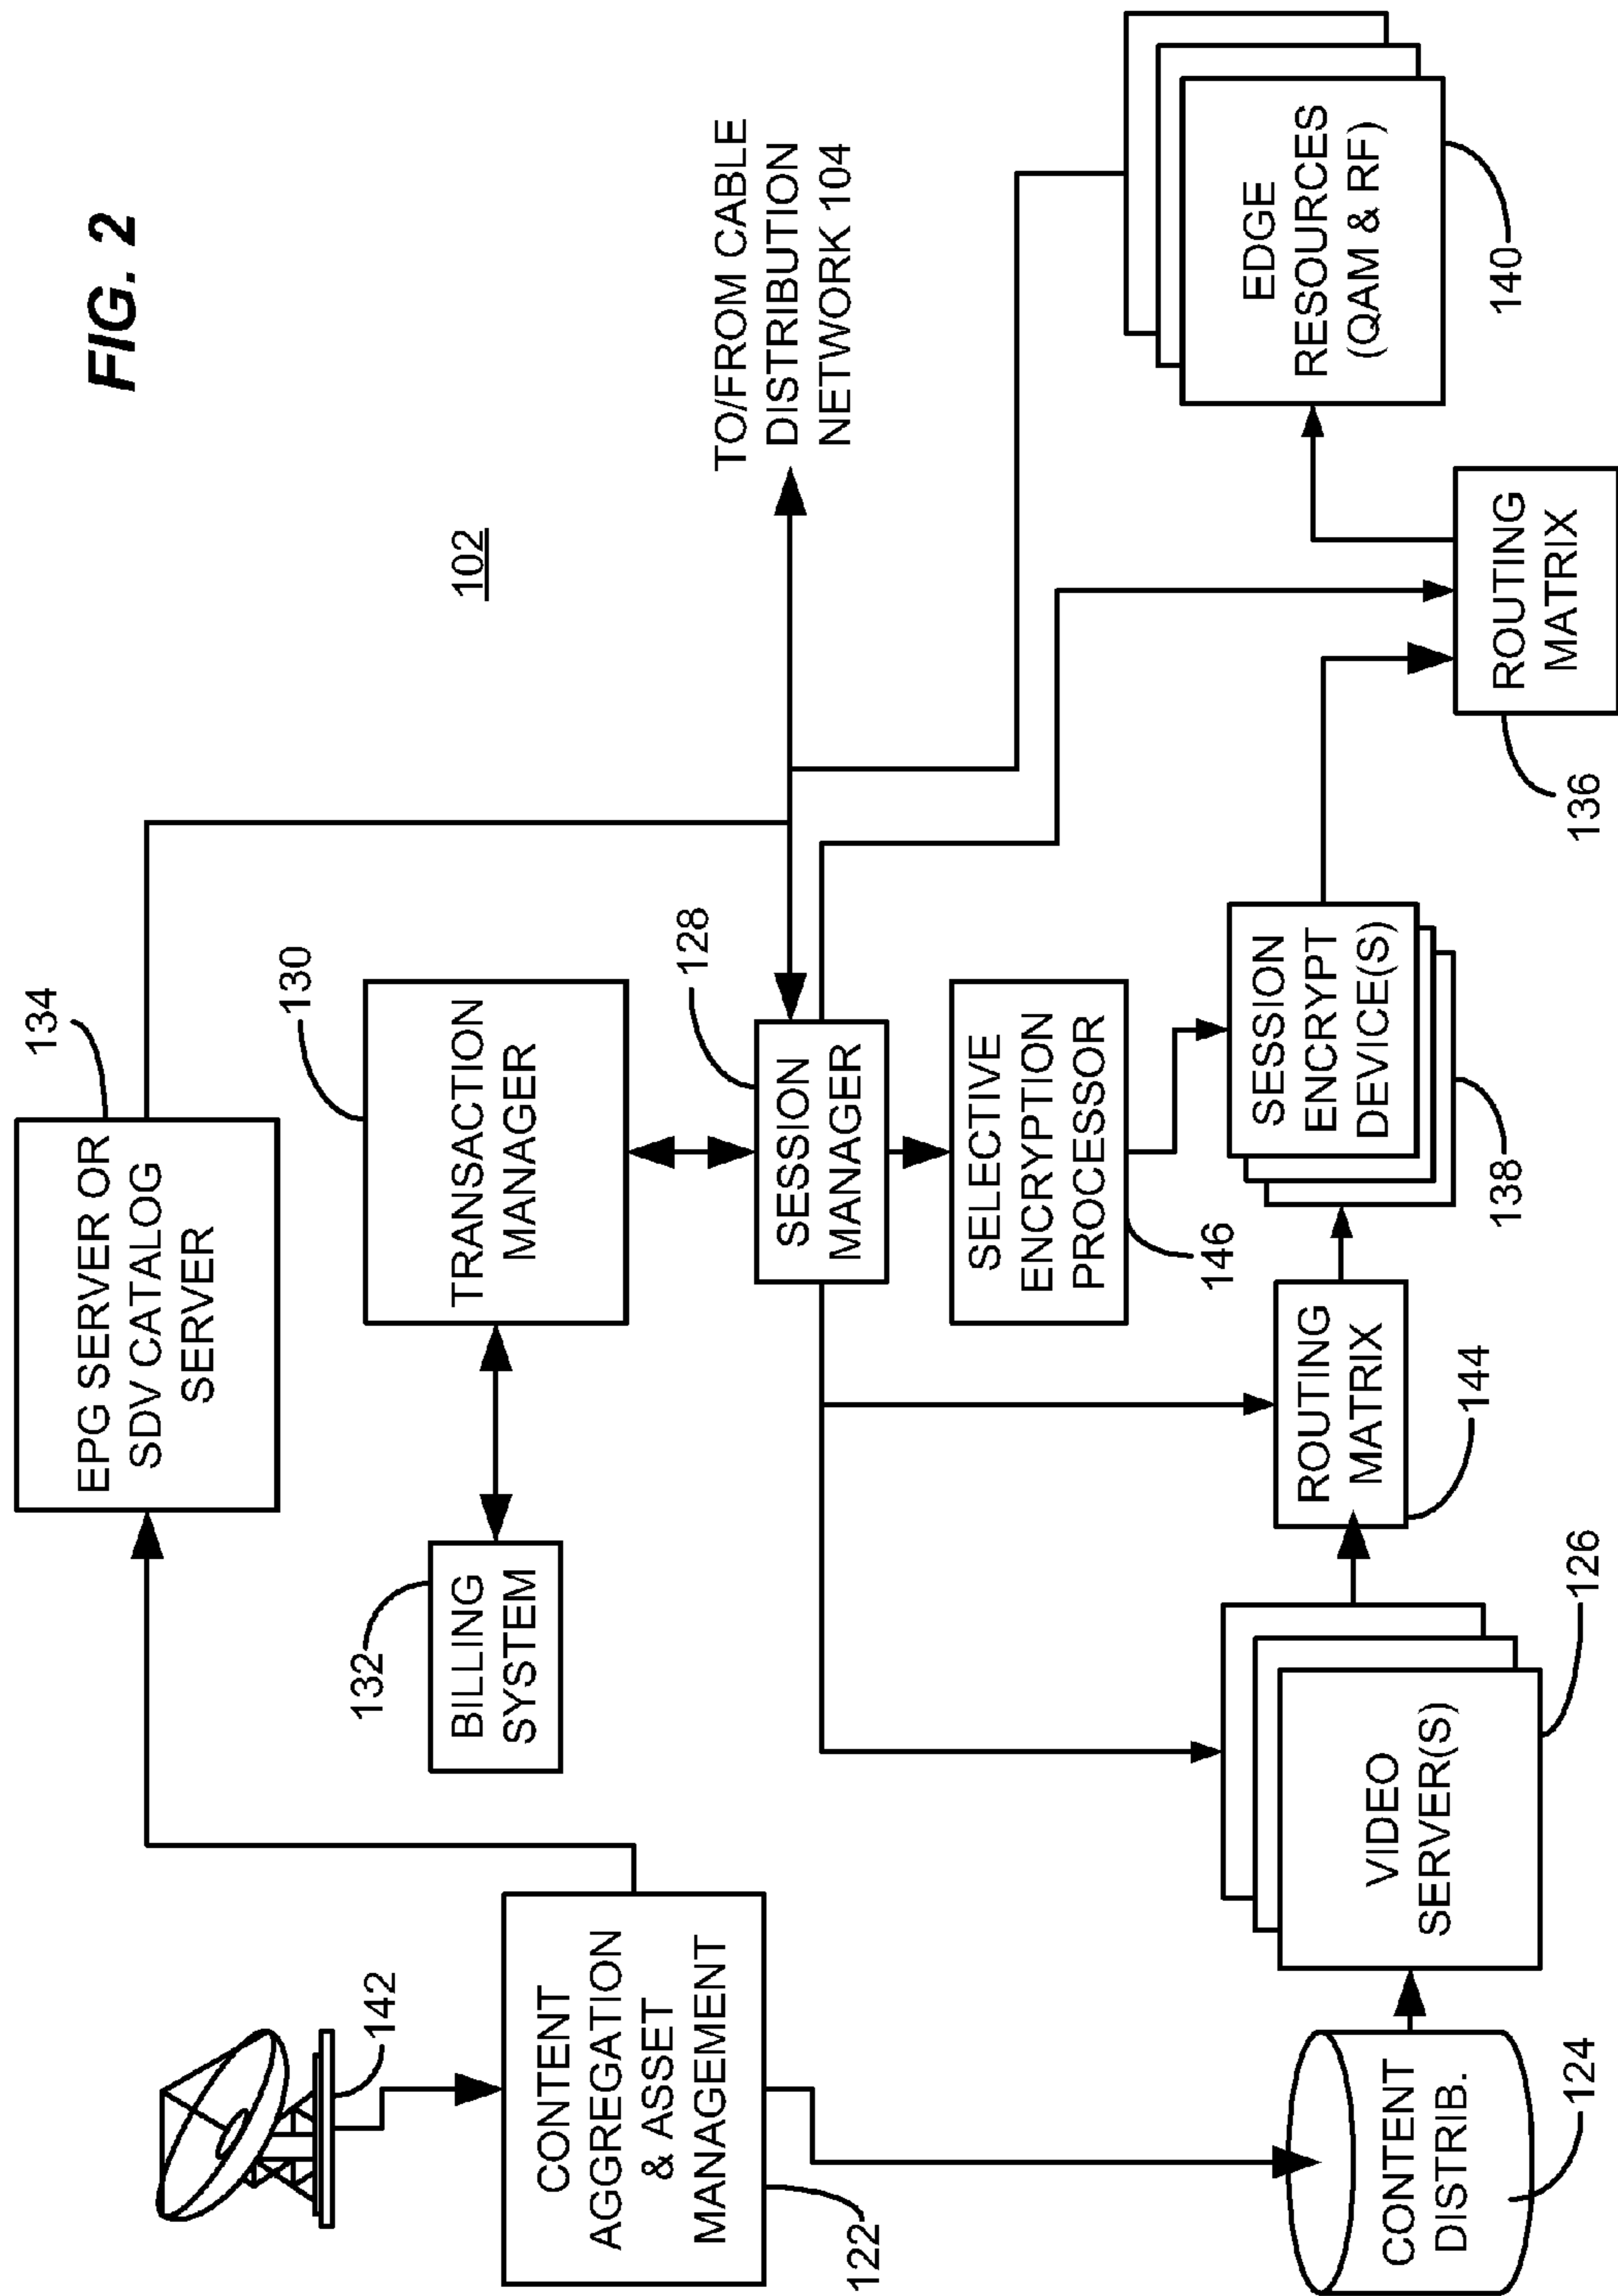 FIG. 2
102
134
EPG SERVER OR
SDV CATALOG
SERVER
142
130
TRANSACTION
MANAGER
132
BILLING
SYSTEM
TO/FROM CABLE
DISTRIBUTION
NETWORK 104
CONTENT
AGGREGATION
& ASSET
MANAGEMENT
122
128
SESSION
MANAGER
SELECTIVE
ENCRYPTION
PROCESSOR
146
EDGE
RESOURCES
(QAM & RF)
140
SESSION
ENCRYPT
DEVICE(S)
138
ROUTING
MATRIX
144
ROUTING
MATRIX
136
VIDEO
SERVER(S)
126
CONTENT
DISTRIB.
124